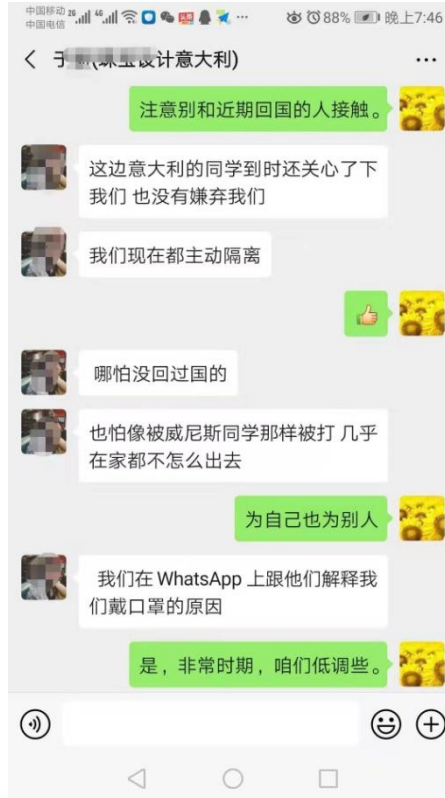 中国移动 26 46 88% 晚上7:46
中国电信
(珠宝设计意大利)
注意别和近期回国的人接触。
这边意大利的同学到时还关心了下
我们 也没有嫌弃我们
我们现在都主动隔离
哪怕没回过国的
也怕像被威尼斯同学那样被打 几乎
在家都不怎么出去
为自己也为别人
我们在 WhatsApp 上跟他们解释我
们戴口罩的原因
是，非常时期，咱们低调些。